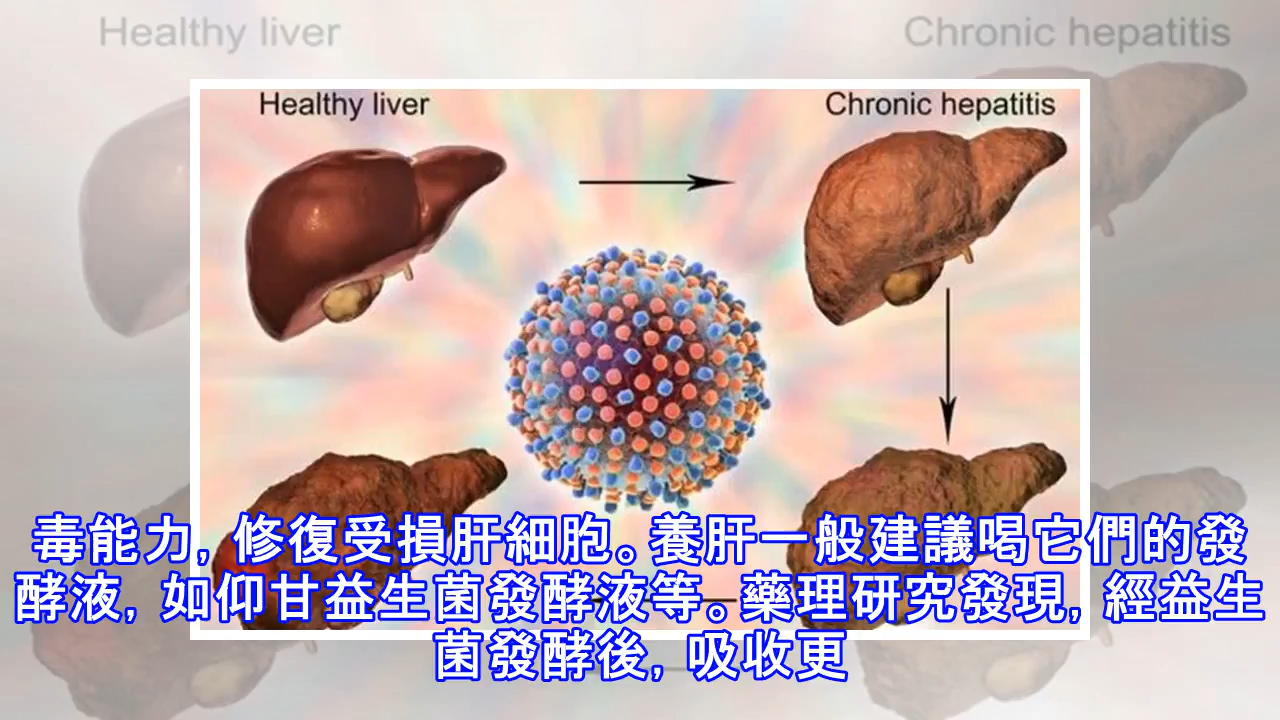 Healthy liver
Chronic hepatitis
Healthy liver
Chronic hepatitis
毒能力, 修復受損肝細胞。養肝一般建議喝它們的發
酵液, 如仰甘益生菌發酵液等。藥理研究發現, 經益生
菌發酵後, 吸收更